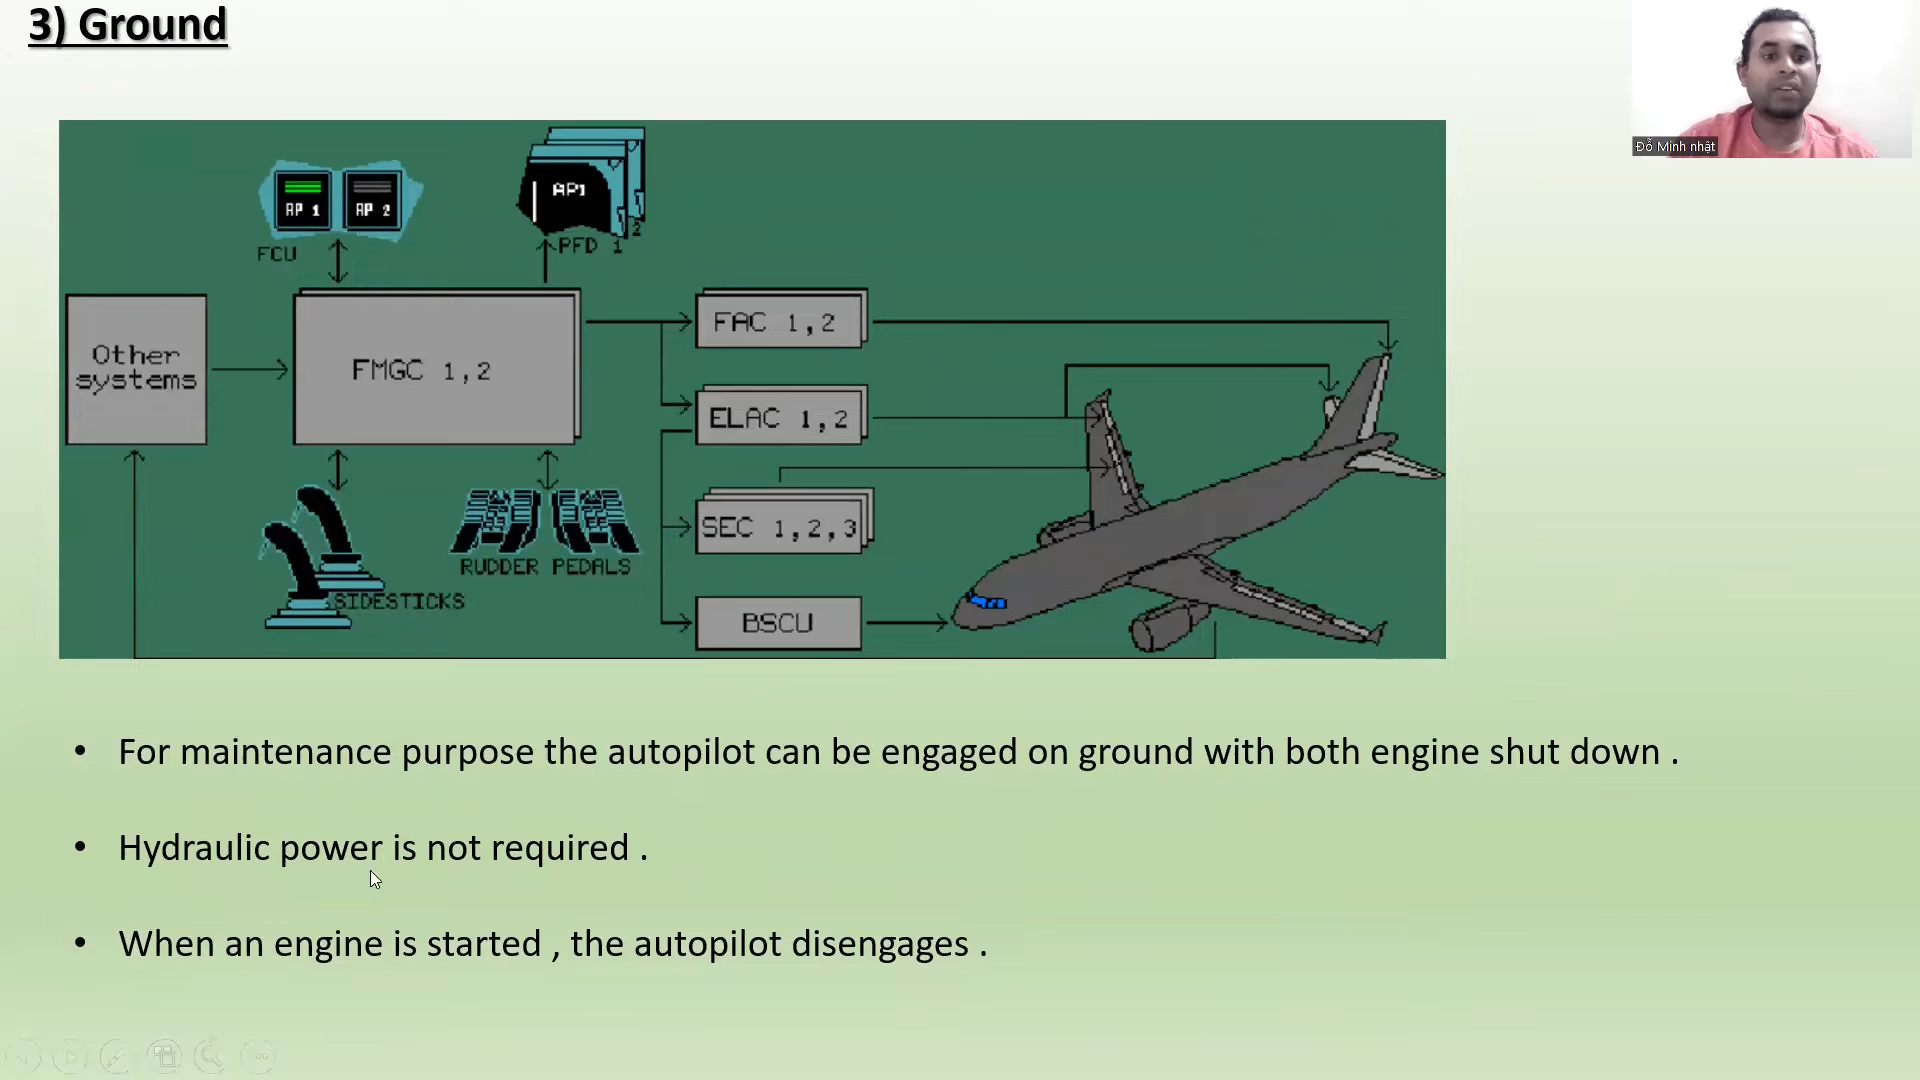 3) Ground
Đỗ Minh nhật
AP1
AP 1
AP 2
2
PFD 1
FCU
FAC 1,2
Other
systems
FMGC 1,2
ELAC 1,2
SEC 1,2,3
RUDDER PEDALS
SIDESTICKS
BSCU
• For maintenance purpose the autopilot can be engaged on ground with both engine shut down .
• Hydraulic power is not required .
• When an engine is started , the autopilot disengages .